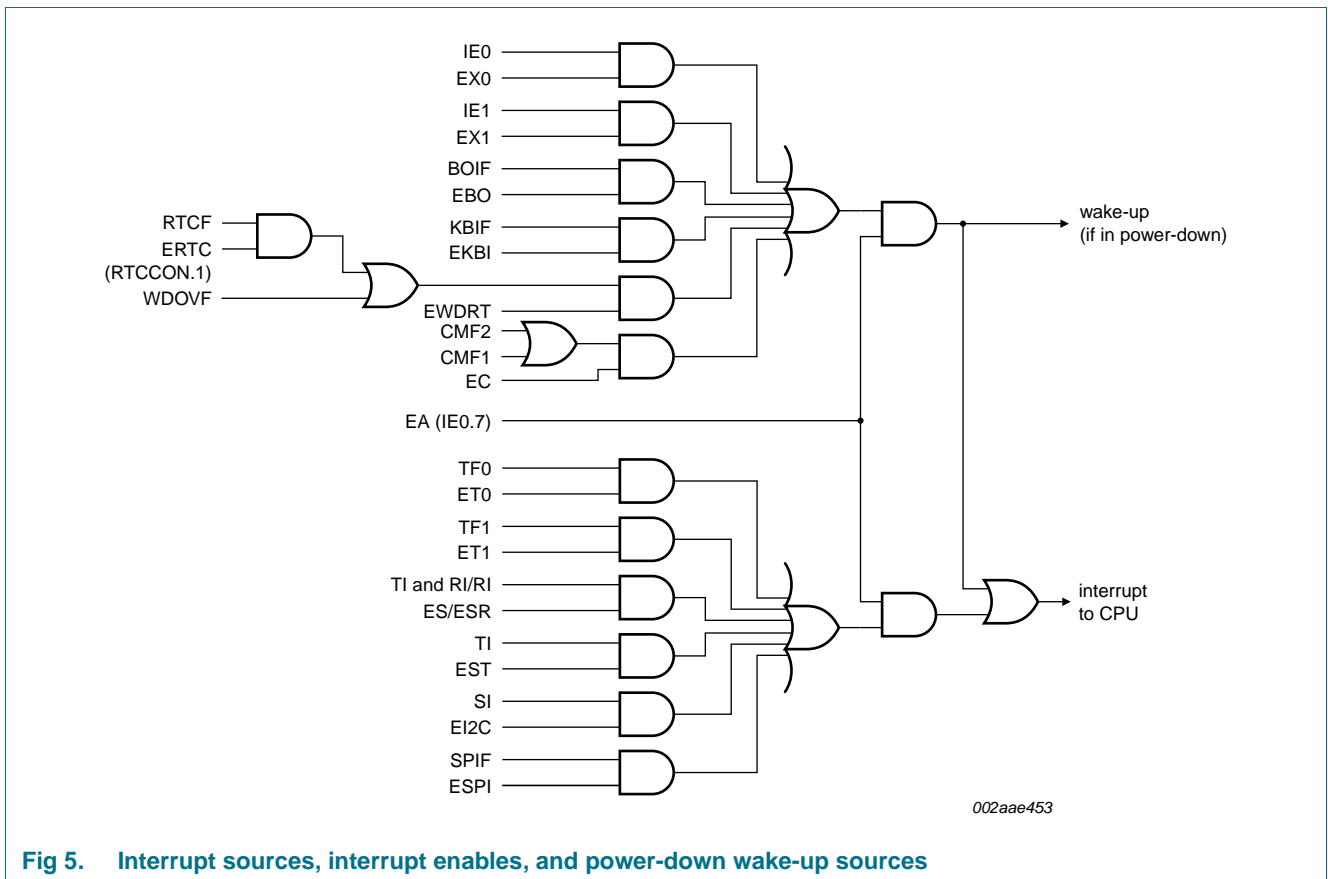 IE0
EX0
IE1
EX1
BOIF
EBO
RTCF
KBIF
ERTC
EKBI
(RTCCON.1)
WDOVF
EWDRT
CMF2
CMF1
EC
wake-up
(if in power-down)
EA (IE0.7)
TF0
ET0
TF1
ET1
TI and RI/RI
ES/ESR
TI
EST
SI
EI2C
SPIF
ESPI
interrupt
to CPU
002aae453
Fig 5. Interrupt sources, interrupt enables, and power-down wake-up sources